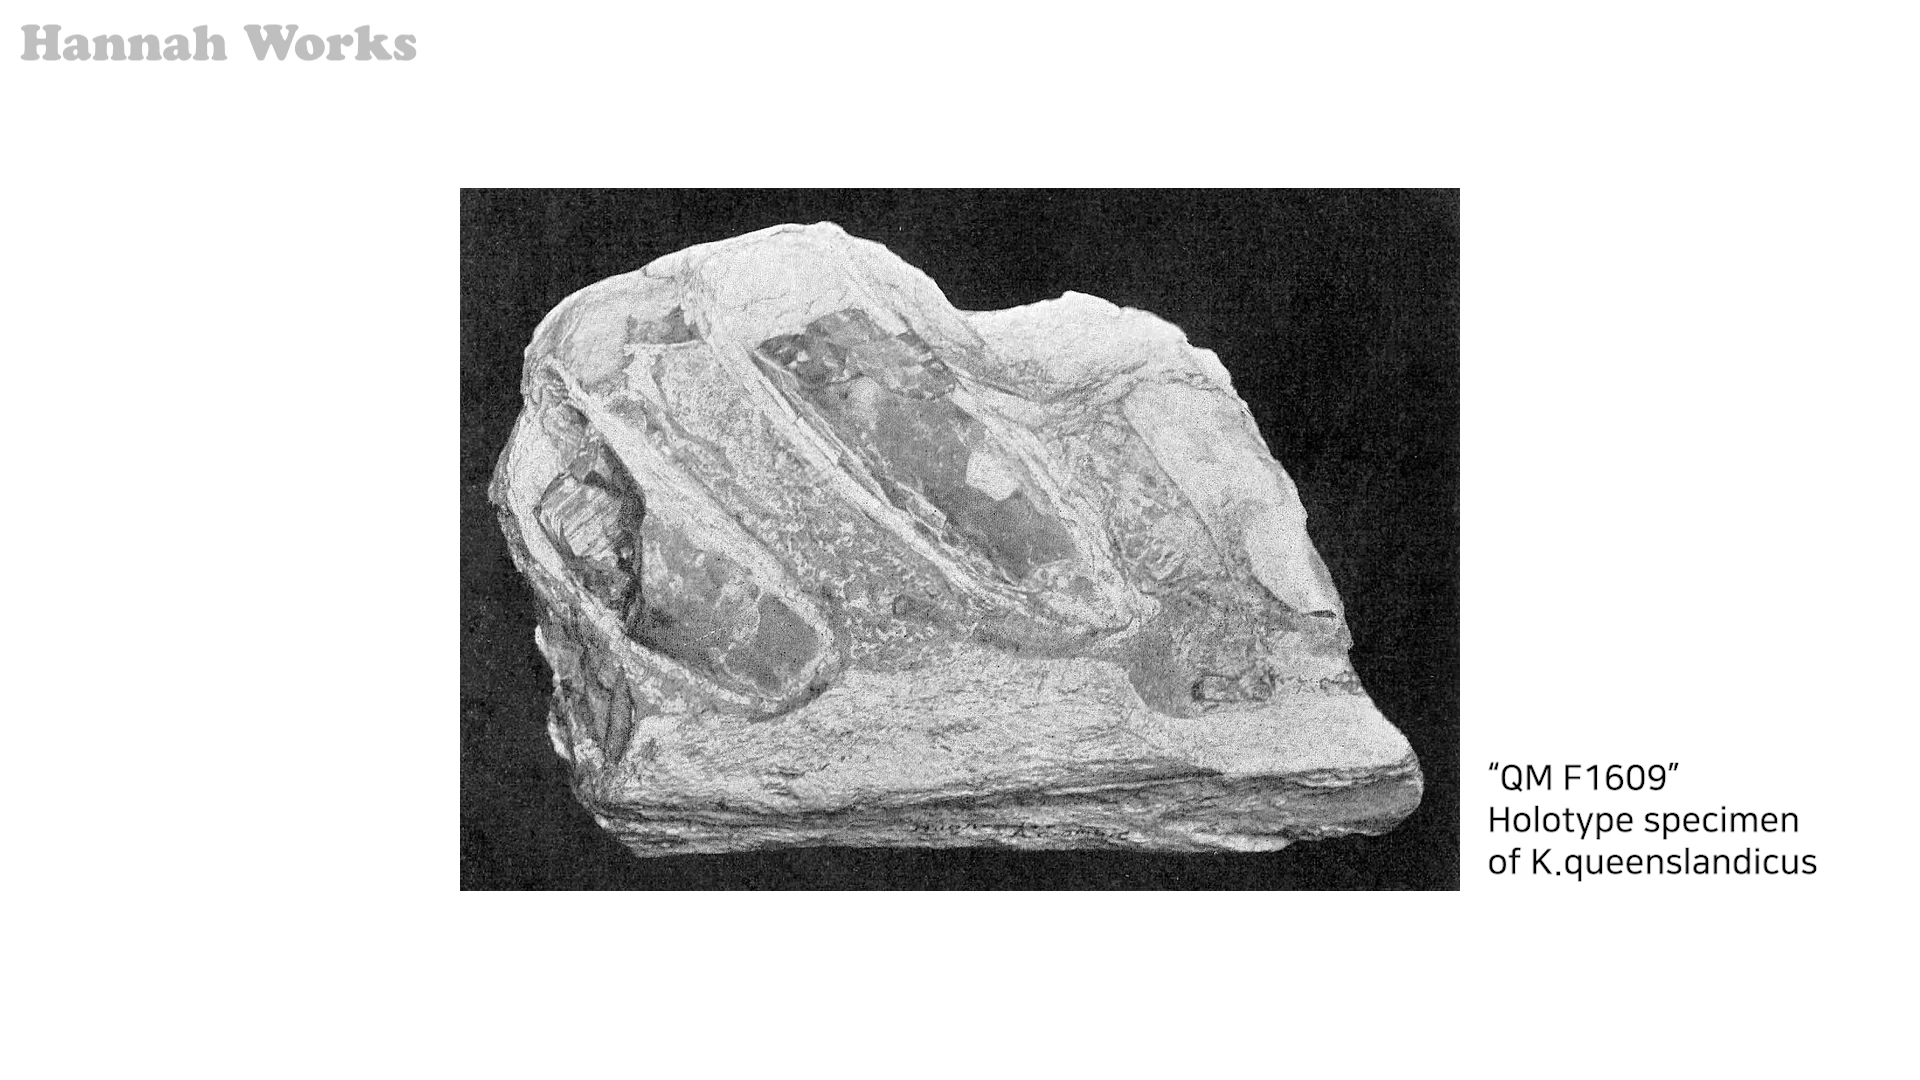 Hannah Works
“QM F1609”
Holotype specimen
of K.queenslandicus